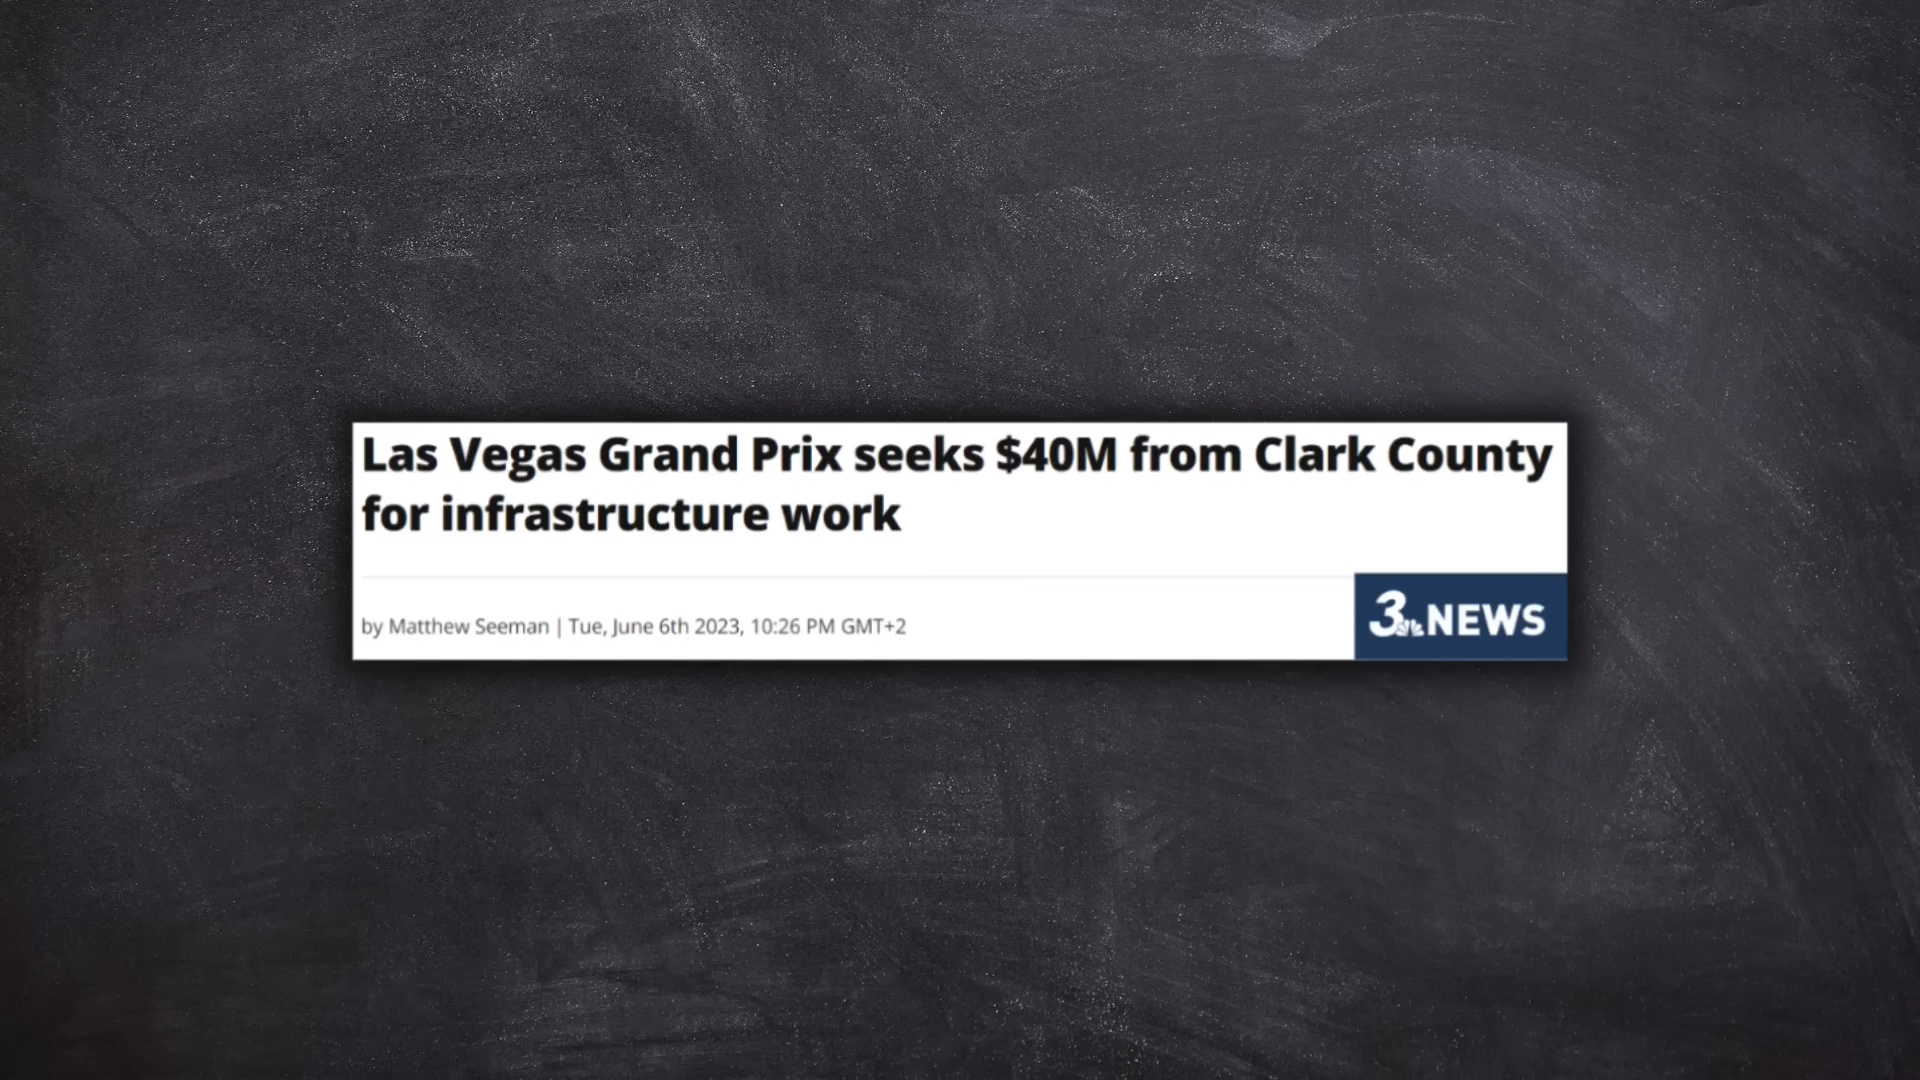 Las Vegas Grand Prix seeks $40M from Clark County
for infrastructure work
by Matthew Seeman | Tue, June 6th 2023, 10:26 PM GMT+2
3 NEWS